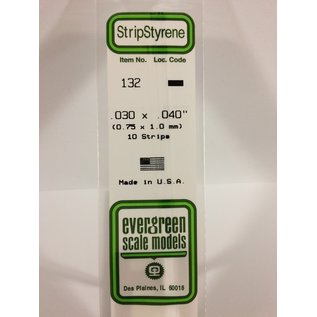 StripStyrene
Item No. Loc. Code
132
.030 x .040"
(0.75 x 1.0 mm)
10 Strips
Made in U.S.A.
evergreen
scale models
Des Plaines, IL 60018